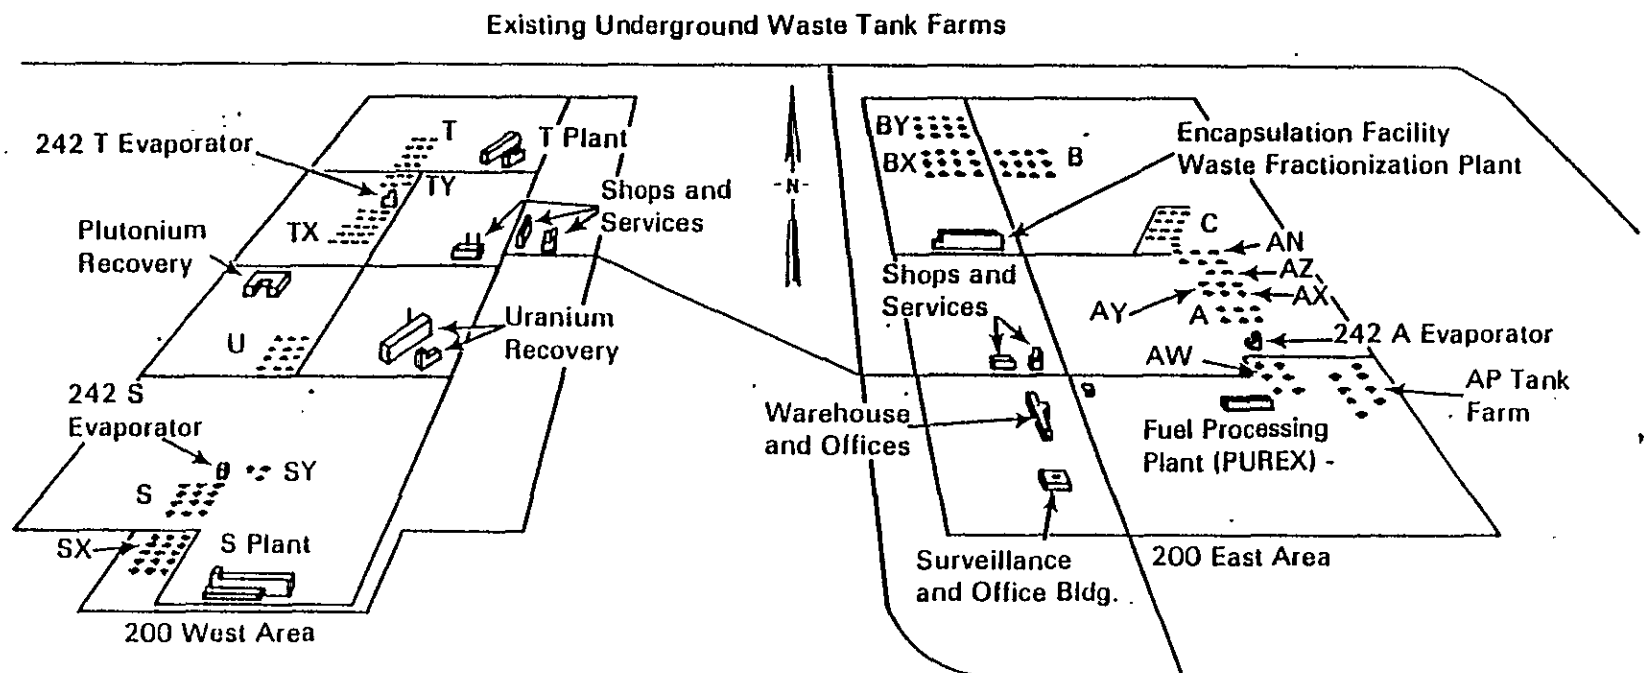 Existing Underground Waste Tank Farms
242 T Evaporator
T
T Plant
TY
TX
Shops and
Services
Plutonium
Recovery
U
Uranium
Recovery
242 S
Evaporator
SY
S
SX
S Plant
200 West Area
-N-
BY
BX
B
Encapsulation Facility
Waste Fractionization Plant
C
AN
AZ
AX
AY
A
Shops and
Services
242 A Evaporator
AW
AP Tank
Farm
Warehouse
and Offices
Fuel Processing
Plant (PUREX) -
Surveillance
and Office Bldg.
200 East Area